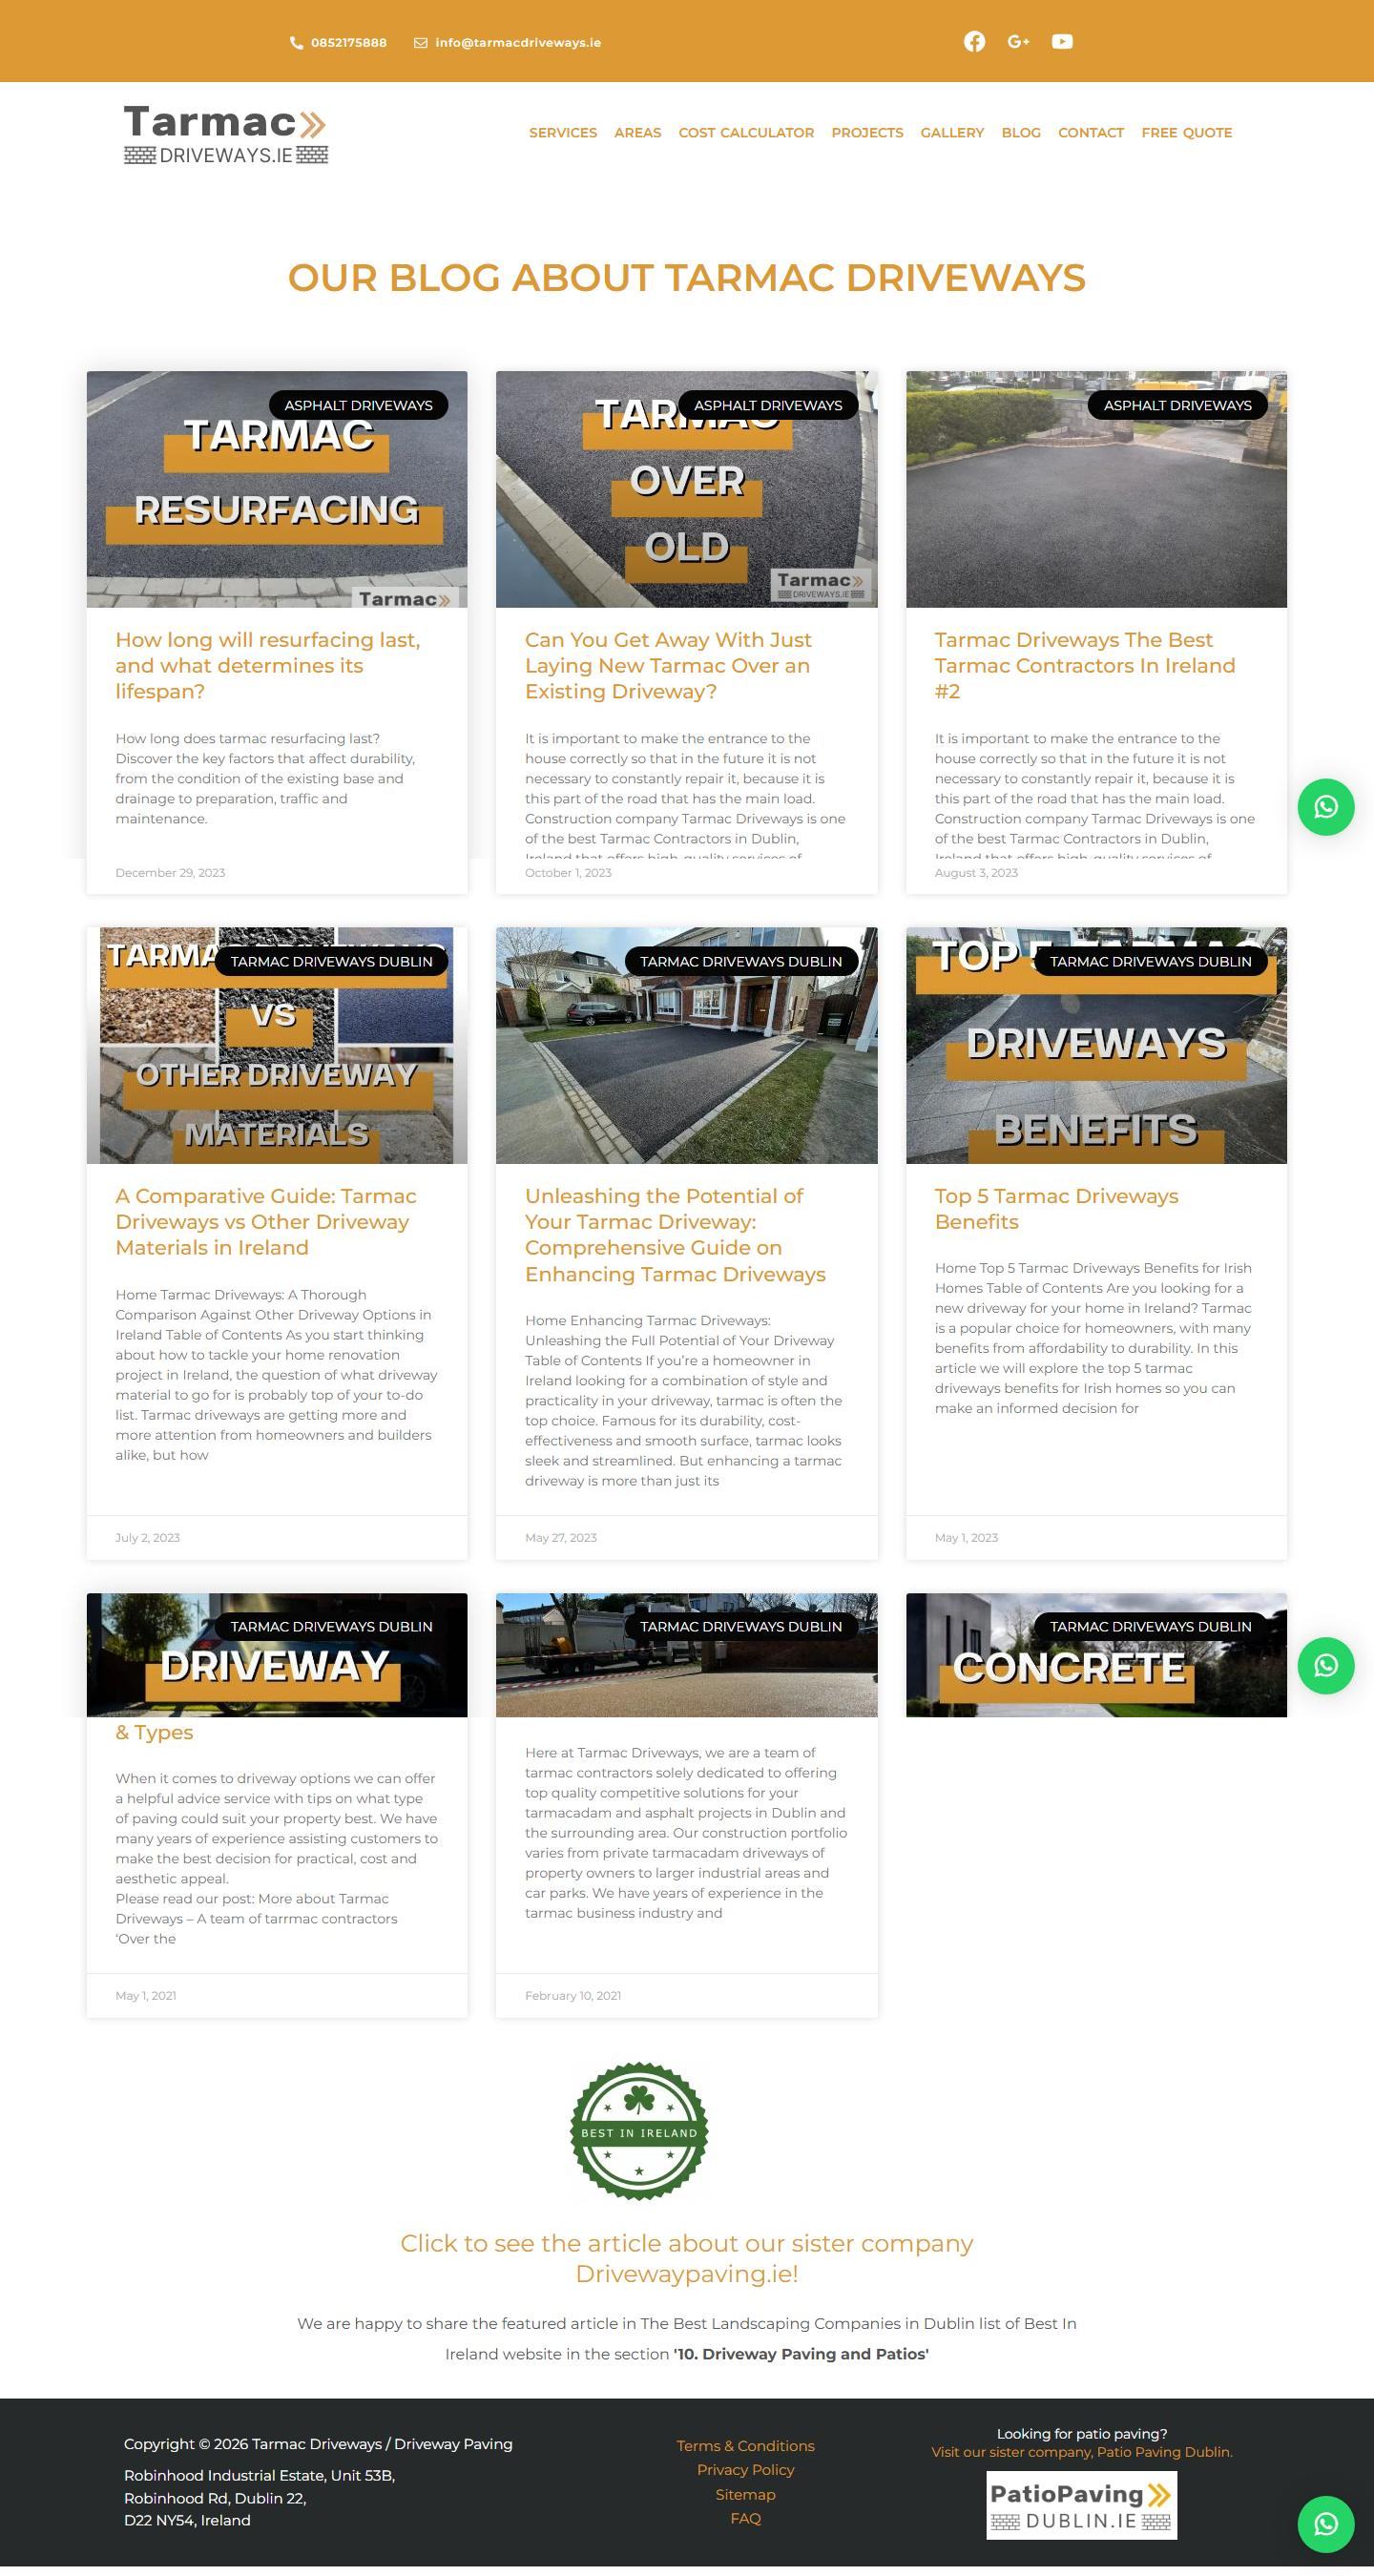 0852175888
info@tarmacdriveways.ie
Tarmac
DRIVEWAYS.IE
SERVICES AREAS COST CALCULATOR PROJECTS GALLERY BLOG CONTACT FREE QUOTE
OUR BLOG ABOUT TARMAC DRIVEWAYS
ASPHALT DRIVEWAYS
TARMAC
RESURFACING
Tarmac
How long will resurfacing last,
and what determines its
lifespan?
How long does tarmac resurfacing last?
Discover the key factors that affect durability,
from the condition of the existing base and
drainage to preparation, traffic and
maintenance.
December 29, 2023
ASPHALT DRIVEWAYS
TARMAC
OVER
OLD
Tarmac
DRIVEWAYS.IE
Can You Get Away With Just
Laying New Tarmac Over an
Existing Driveway?
It is important to make the entrance to the
house correctly so that in the future it is not
necessary to constantly repair it, because it is
this part of the road that has the main load.
Construction company Tarmac Driveways is one
of the best Tarmac Contractors in Dublin,
Ireland that offers high-quality services of
October 1, 2023
ASPHALT DRIVEWAYS
Tarmac Driveways The Best
Tarmac Contractors In Ireland
#2
It is important to make the entrance to the
house correctly so that in the future it is not
necessary to constantly repair it, because it is
this part of the road that has the main load.
Construction company Tarmac Driveways is one
of the best Tarmac Contractors in Dublin,
Ireland that offers high-quality services of
August 3, 2023
TARMAC DRIVEWAYS DUBLIN
VS
OTHER DRIVEWAY
MATERIALS
A Comparative Guide: Tarmac
Driveways vs Other Driveway
Materials in Ireland
Home Tarmac Driveways: A Thorough
Comparison Against Other Driveway Options in
Ireland Table of Contents As you start thinking
about how to tackle your home renovation
project in Ireland, the question of what driveway
material to go for is probably top of your to-do
list. Tarmac driveways are getting more and
more attention from homeowners and builders
alike, but how
July 2, 2023
TARMAC DRIVEWAYS DUBLIN
Unleashing the Potential of
Your Tarmac Driveway:
Comprehensive Guide on
Enhancing Tarmac Driveways
Home Enhancing Tarmac Driveways:
Unleashing the Full Potential of Your Driveway
Table of Contents If you’re a homeowner in
Ireland looking for a combination of style and
practicality in your driveway, tarmac is often the
top choice. Famous for its durability, cost-
effectiveness and smooth surface, tarmac looks
sleek and streamlined. But enhancing a tarmac
driveway is more than just its
May 27, 2023
TARMAC DRIVEWAYS DUBLIN
TOP 5 TARMAC
DRIVEWAYS
BENEFITS
Top 5 Tarmac Driveways
Benefits
Home Top 5 Tarmac Driveways Benefits for Irish
Homes Table of Contents Are you looking for a
new driveway for your home in Ireland? Tarmac
is a popular choice for homeowners, with many
benefits from affordability to durability. In this
article we will explore the top 5 tarmac
driveways benefits for Irish homes so you can
make an informed decision for
May 1, 2023
TARMAC DRIVEWAYS DUBLIN
DRIVEWAY
& Types
When it comes to driveway options we can offer
a helpful advice service with tips on what type
of paving could suit your property best. We have
many years of experience assisting customers to
make the best decision for practical, cost and
aesthetic appeal.
Please read our post: More about Tarmac
Driveways – A team of tarrmac contractors
‘Over the
May 1, 2021
TARMAC DRIVEWAYS DUBLIN
Here at Tarmac Driveways, we are a team of
tarmac contractors solely dedicated to offering
top quality competitive solutions for your
tarmacadam and asphalt projects in Dublin and
the surrounding area. Our construction portfolio
varies from private tarmacadam driveways of
property owners to larger industrial areas and
car parks. We have years of experience in the
tarmac business industry and
February 10, 2021
TARMAC DRIVEWAYS DUBLIN
CONCRETE
BEST IN IRELAND
Click to see the article about our sister company
Drivewaypaving.ie!
We are happy to share the featured article in The Best Landscaping Companies in Dublin list of Best In
Ireland website in the section '10. Driveway Paving and Patios'
Copyright © 2026 Tarmac Driveways / Driveway Paving
Robinhood Industrial Estate, Unit 53B,
Robinhood Rd, Dublin 22,
D22 NY54, Ireland
Terms & Conditions
Privacy Policy
Sitemap
FAQ
Looking for patio paving?
Visit our sister company, Patio Paving Dublin.
PatioPaving
DUBLIN.IE